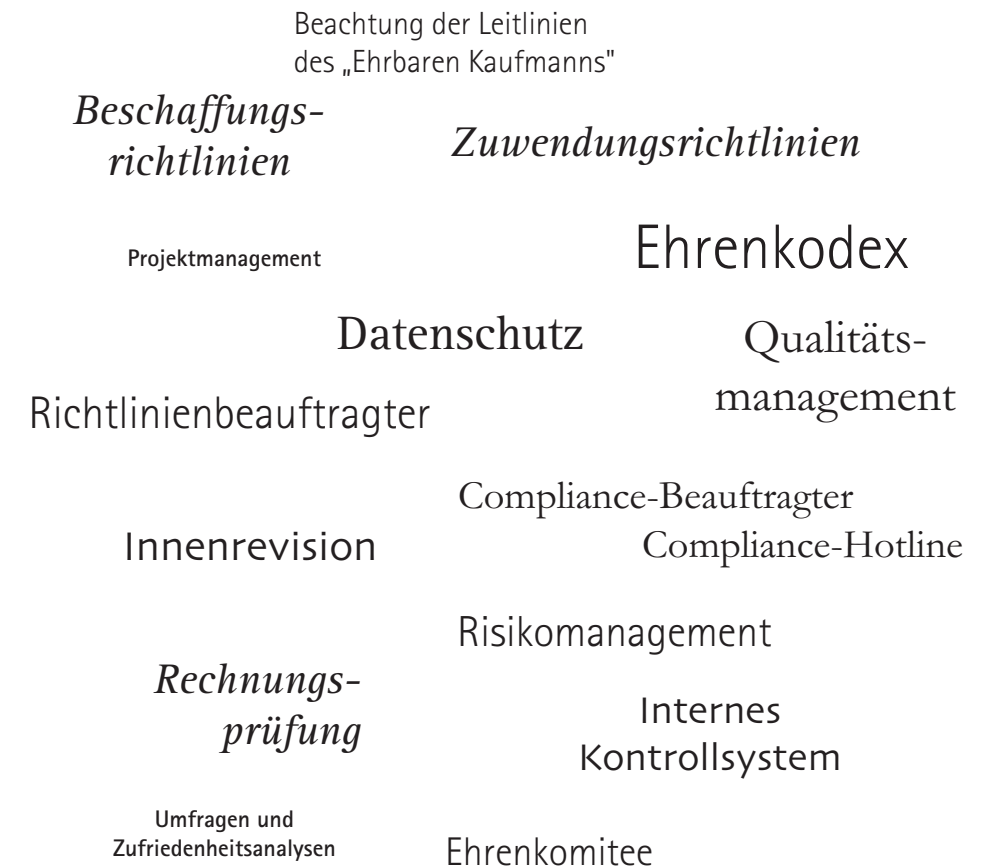 Beachtung der Leitlinien
des „Ehrbaren Kaufmanns"
Beschaffungs-
richtlinien
Zuwendungsrichtlinien
Ehrenkodex
Projektmanagement
Datenschutz
Qualitäts-
management
Richtlinienbeauftragter
Compliance-Beauftragter
Innenrevision
Compliance-Hotline
Risikomanagement
Rechnungs-
prüfung
Internes
Kontrollsystem
Umfragen und
Zufriedenheitsanalysen
Ehrenkomitee